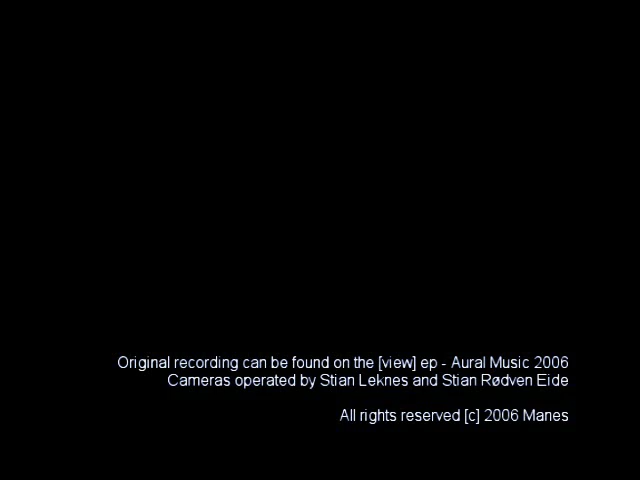 Original recording can be found on the [view] ep - Aural Music 2006
Cameras operated by Stian Leknes and Stian Rødven Eide
All rights reserved [c] 2006 Manes